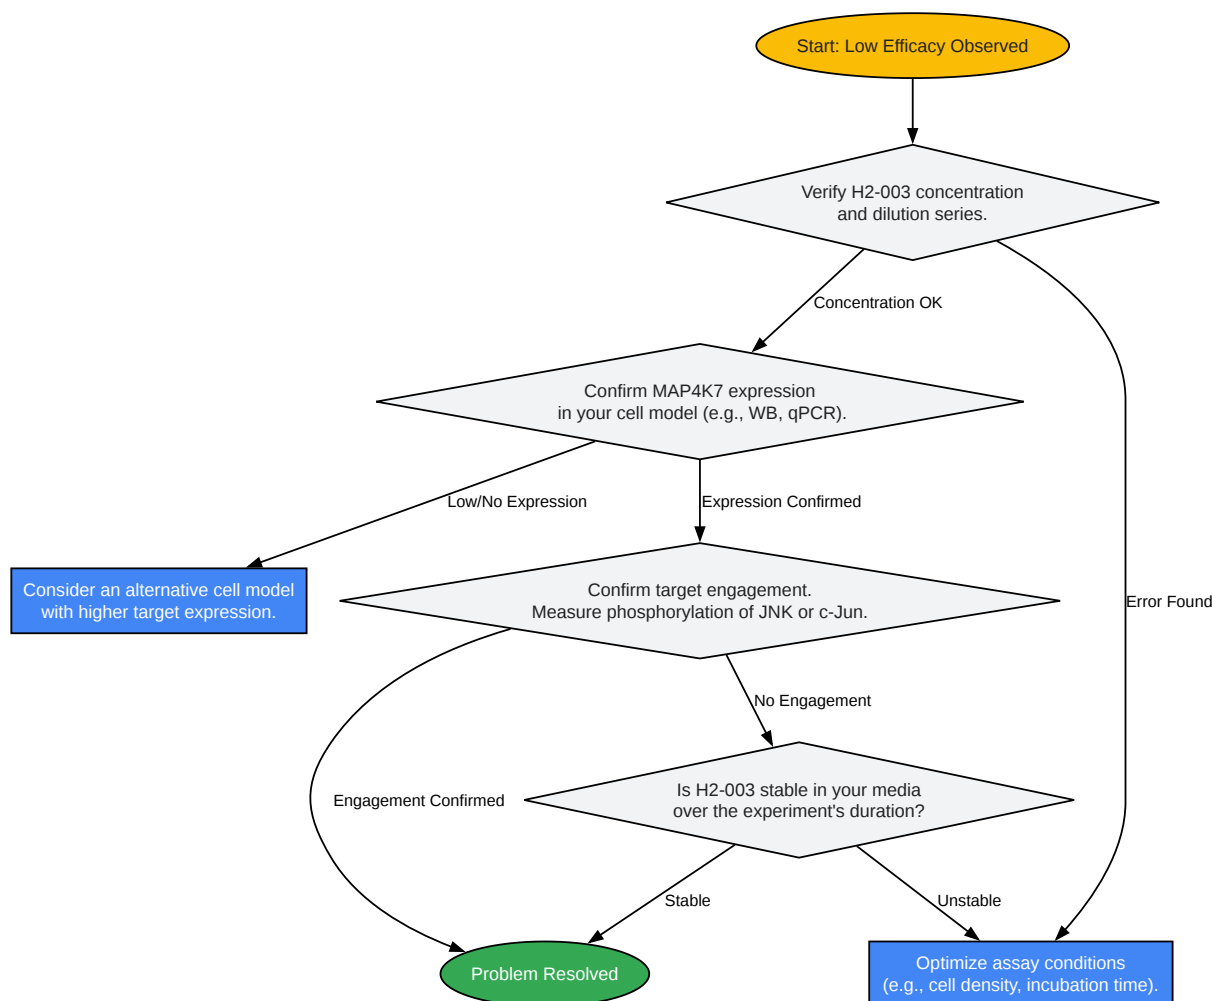 Start: Low Efficacy Observed
Verify H2-003 concentration
and dilution series.
Concentration OK
Confirm MAP4K7 expression
in your cell model (e.g., WB, qPCR).
Low/No Expression
Expression Confirmed
Consider an alternative cell model
with higher target expression.
Confirm target engagement.
Measure phosphorylation of JNK or c-Jun.
Error Found
No Engagement
Engagement Confirmed
Is H2-003 stable in your media
over the experiment's duration?
Stable
Unstable
Problem Resolved
Optimize assay conditions
(e.g., cell density, incubation time).